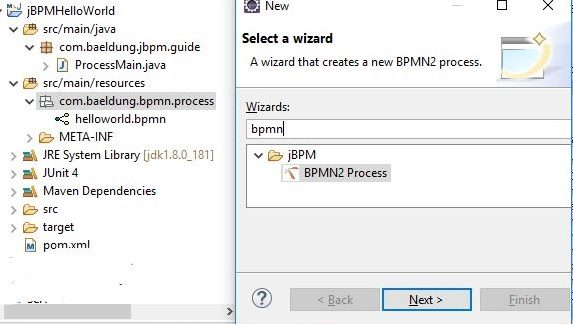 jBPMHelloWorld
src/main/java
com.baeldung.jbpm.guide
ProcessMain.java
src/main/resources
com.baeldung.bpmn.process
helloworld.bpmn
META-INF
JRE System Library [jdk1.8.0_181]
JUnit 4
Maven Dependencies
src
target
pom.xml
New
Select a wizard
A wizard that creates a new BPMN2 process.
Wizards:
bpmn
jBPM
BPMN2 Process
< Back
Next >
Finish